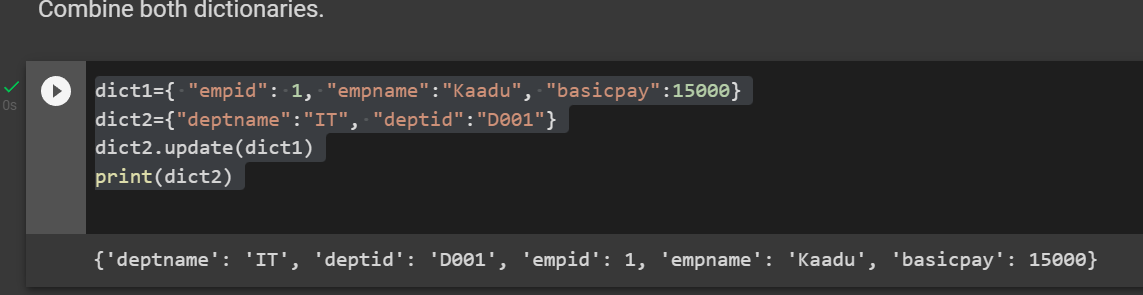 Combine both dictionaries.
dict1={ "empid": 1, "empname":"Kaadu", "basicpay":15000}
dict2={"deptname":"IT", "deptid":"D001"}
dict2.update(dict1)
print(dict2)
0s
{'deptname': 'IT', 'deptid': 'D001', 'empid': 1, 'empname': 'Kaadu', 'basicpay': 15000}